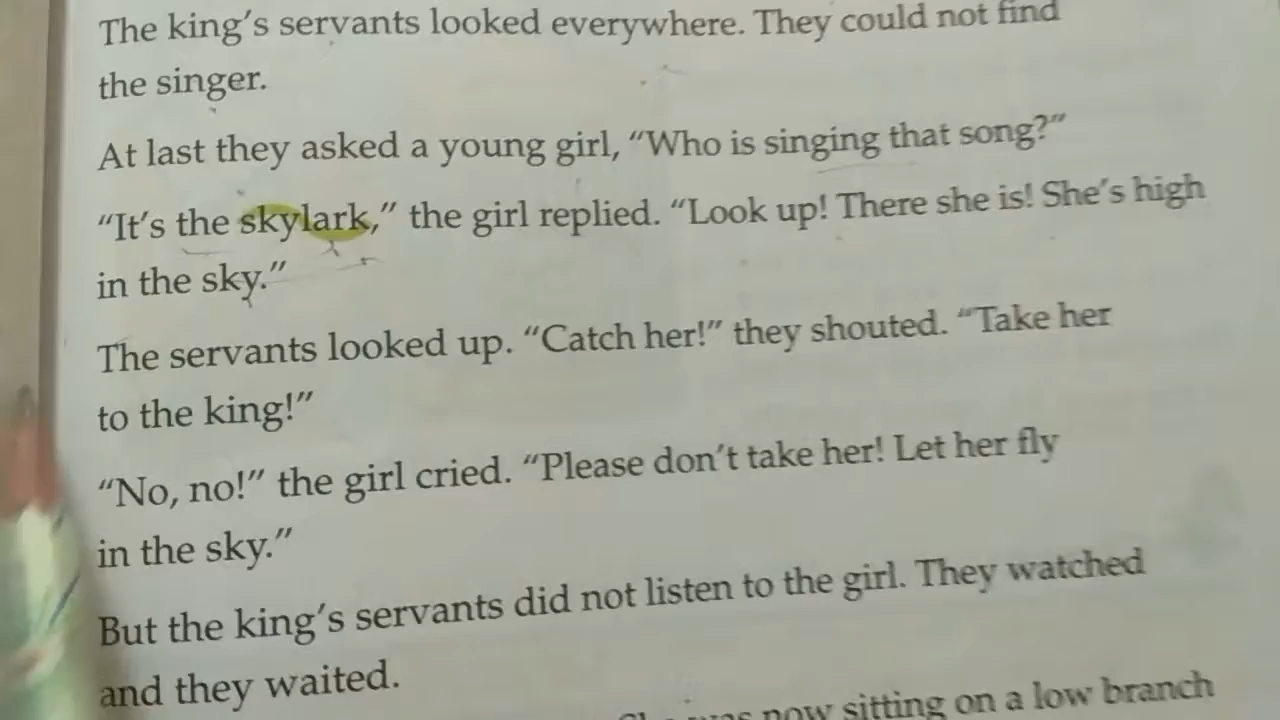 The king's servants looked everywhere. They could not find
the singer.
At last they asked a young girl, “Who is singing that song?”
“It's the skylark,” the girl replied. “Look up! There she is! She's high
in the sky.”
The servants looked up. “Catch her!” they shouted. “Take her
to the king!”
“No, no!” the girl cried. “Please don't take her! Let her fly
in the sky.”
But the king's servants did not listen to the girl. They watched
and they waited.
She was now sitting on a low branch